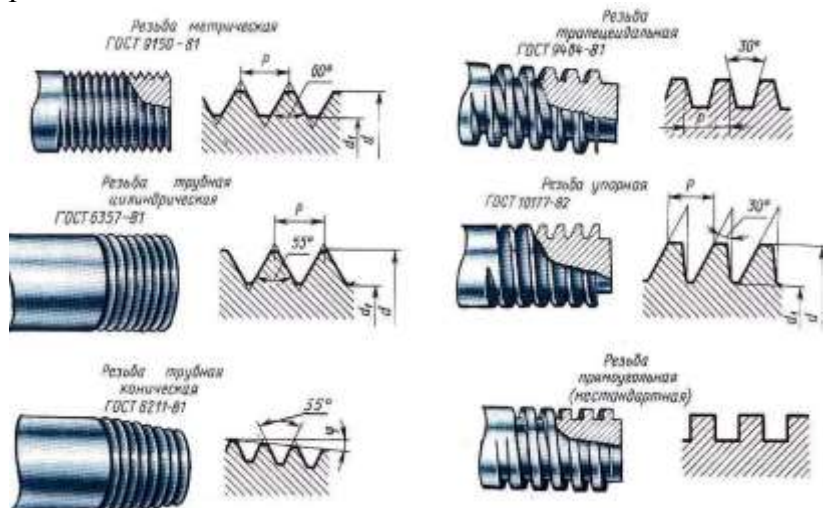 Резьба метрическая
ГОСТ 9150-81
P
60°
d₁
d
Резьба трубная
цилиндрическая
ГОСТ 6357-81
P
55°
d₁
d
Резьба трубная
коническая
ГОСТ 6211-81
55°
φ
Резьба
трапецеидальная
ГОСТ 9484-81
30°
P
Резьба упорная
ГОСТ 10177-82
P
30°
d₁
d
Резьба
прямоугольная
(нестандартная)